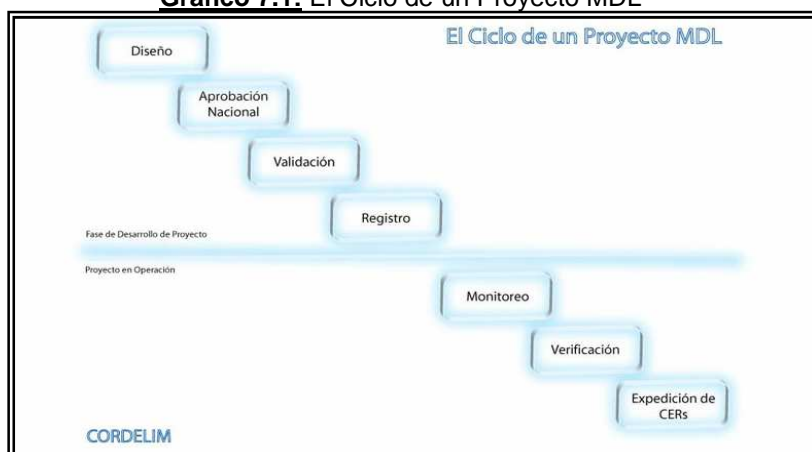 Gráfico 7.1: El Ciclo de un Proyecto MDL
El Ciclo de un Proyecto MDL
Diseño
Aprobación
Nacional
Validación
Registro
Fase de Desarrollo de Proyecto
Proyecto en Operación
Monitoreo
Verificación
Expedición de
CERs
CORDELIM